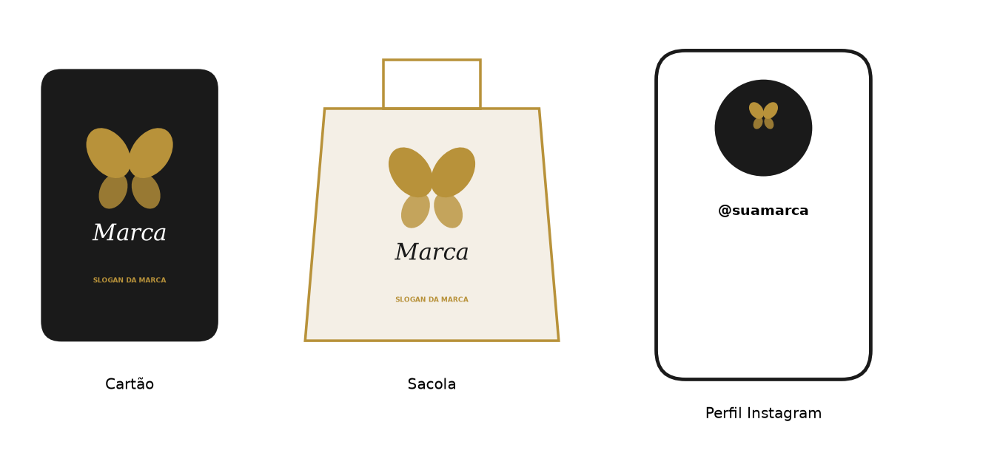 Marca
SLOGAN DA MARCA
Cartão
Marca
SLOGAN DA MARCA
Sacola
@suamarca
Perfil Instagram